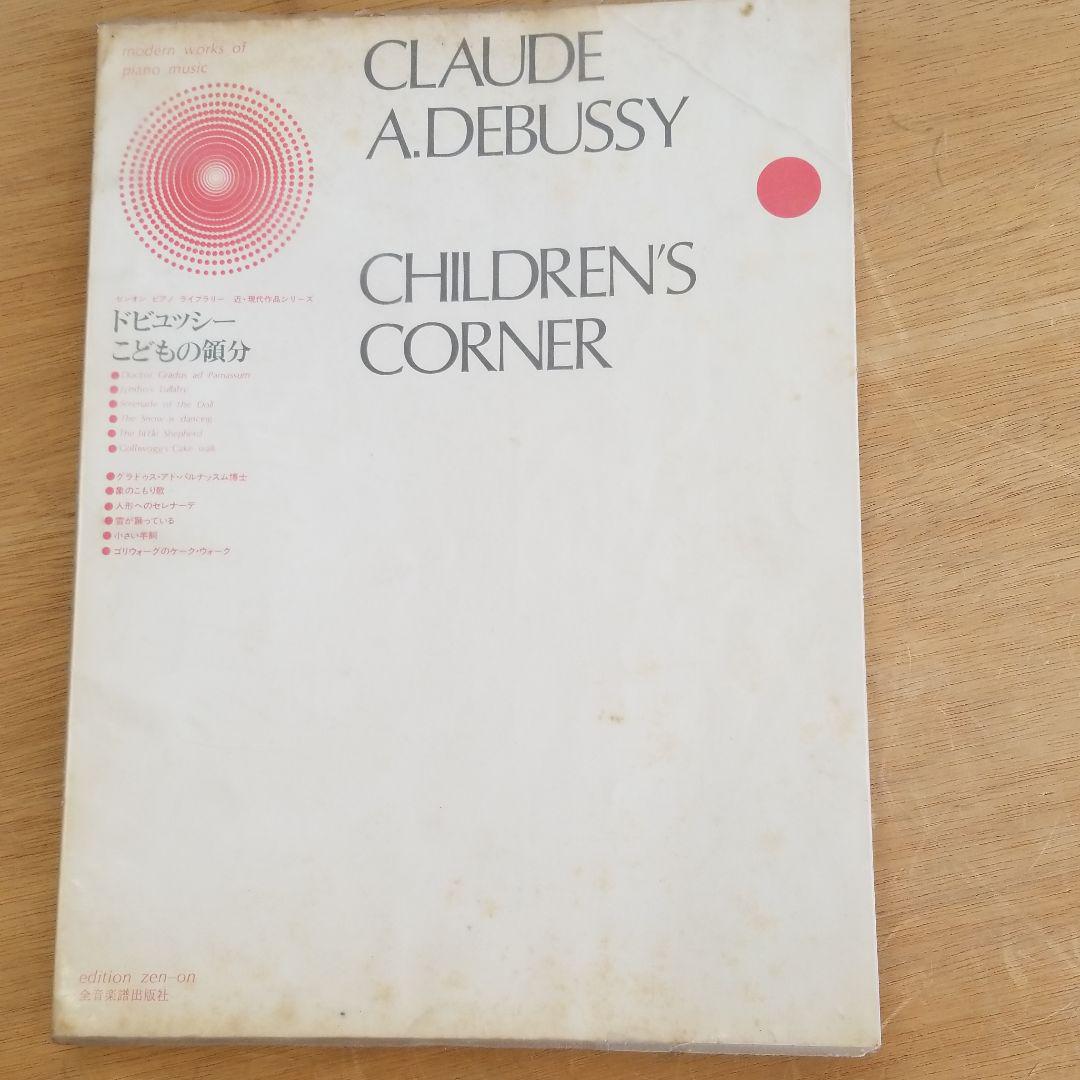 modern works of
piano music
CLAUDE
A.DEBUSSY
CHILDREN'S
CORNER
ゼンオン ピアノ ライブラリー 近・現代作品シリーズ
ドビュッシー
こどもの領分
Doctor Gradus ad Parnassum
Jimbo's Lullaby
Serenade of the Doll
The Snow is dancing
The little Shepherd
Golliwogg's Cake walk
グラドゥス・アド・パルナッスム博士
象のこもり歌
人形へのセレナーデ
雪が踊っている
小さい羊飼
ゴリウォーグのケーク・ウォーク
edition zen-on
全音楽譜出版社